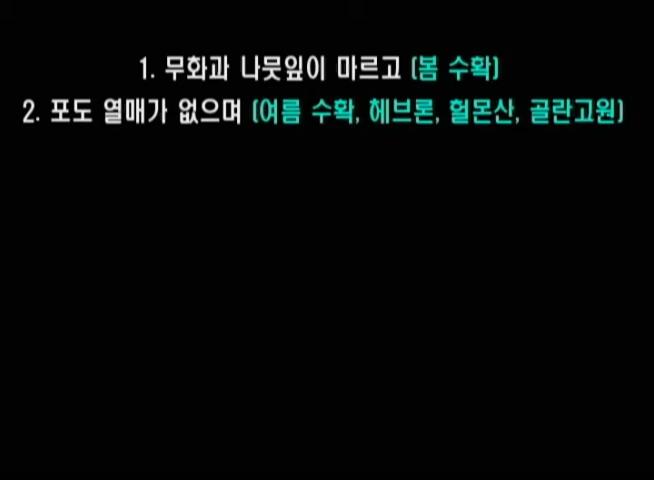 1. 무화과 나뭇잎이 마르고 (봄 수확)
2. 포도 열매가 없으며 (여름 수확, 헤브론, 헐몬산, 골란고원)